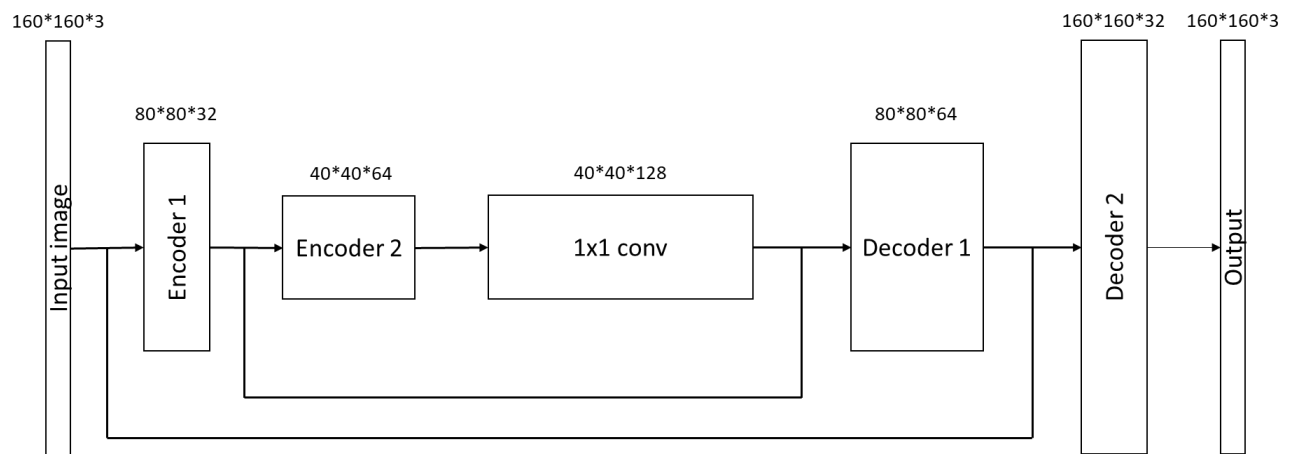 160*160*3
160*160*32
160*160*3
80*80*32
80*80*64
40*40*64
40*40*128
Input image
Encoder 1
Encoder 2
1x1 conv
Decoder 1
Decoder 2
Output